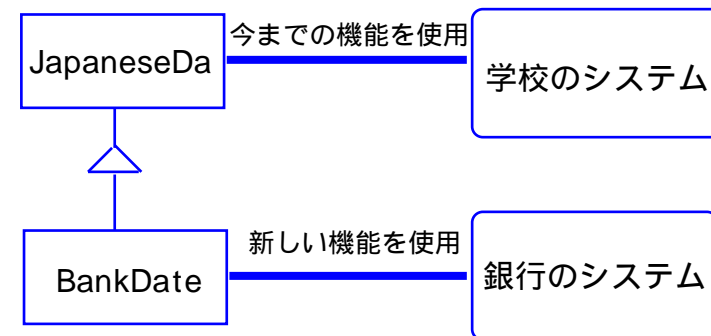 今までの機能を使用
JapaneseDa
学校のシステム
新しい機能を使用
BankDate
銀行のシステム